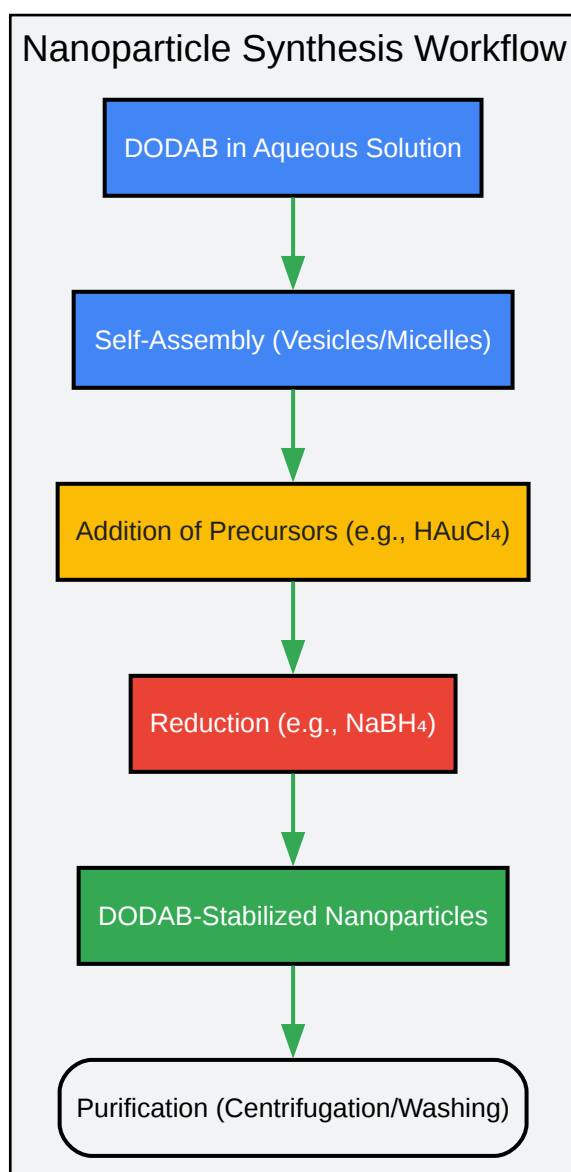 Nanoparticle Synthesis Workflow
DODAB in Aqueous Solution
Self-Assembly (Vesicles/Micelles)
Addition of Precursors (e.g., HAuCl₄)
Reduction (e.g., NaBH₄)
DODAB-Stabilized Nanoparticles
Purification (Centrifugation/Washing)